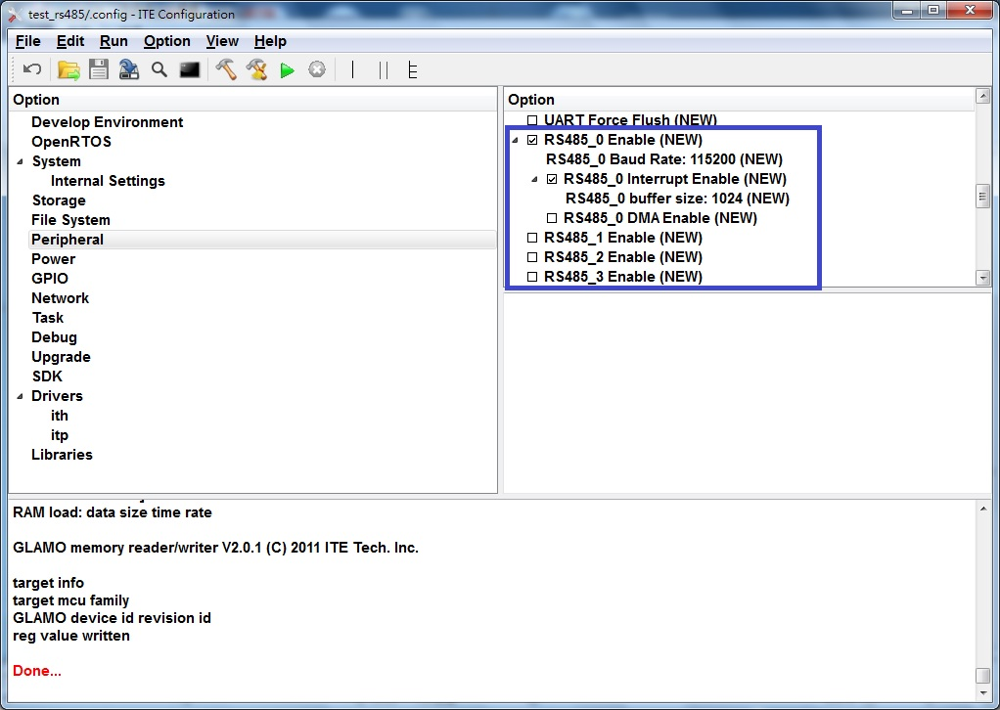 test_rs485/.config - ITE Configuration
File Edit Run Option View Help
Option
Develop Environment
OpenRTOS
System
Internal Settings
Storage
File System
Peripheral
Power
GPIO
Network
Task
Debug
Upgrade
SDK
Drivers
ith
itp
Libraries
Option
UART Force Flush (NEW)
RS485_0 Enable (NEW)
RS485_0 Baud Rate: 115200 (NEW)
RS485_0 Interrupt Enable (NEW)
RS485_0 buffer size: 1024 (NEW)
RS485_0 DMA Enable (NEW)
RS485_1 Enable (NEW)
RS485_2 Enable (NEW)
RS485_3 Enable (NEW)
RAM load: data size time rate
GLAMO memory reader/writer V2.0.1 (C) 2011 ITE Tech. Inc.
target info
target mcu family
GLAMO device id revision id
reg value written
Done...